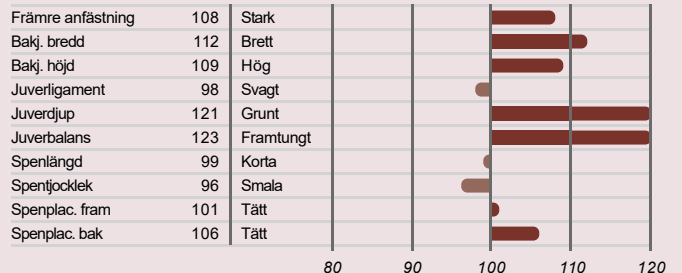 Främre anfästning 108 Stark
Bakj. bredd 112 Brett
Bakj. höjd 109 Hög
Juverligament 98 Svagt
Juverdjup 121 Grunt
Juverbalans 123 Framtungt
Spenlängd 99 Korta
Spentjocklek 96 Smala
Spenplac. fram 101 Tätt
Spenplac. bak 106 Tätt
80 90 100 110 120